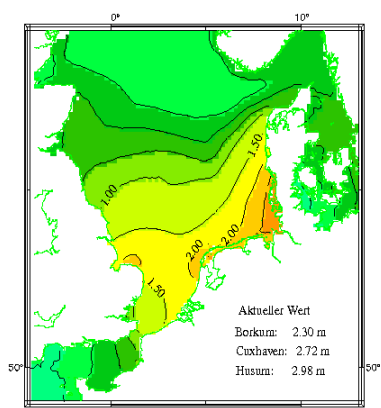 0° 10°
1.50
1.00
2.00 2.00
1.50
Aktueller Wert
Borkum: 2.30 m
Cuxhaven: 2.72 m
50° Husum: 2.98 m 50°